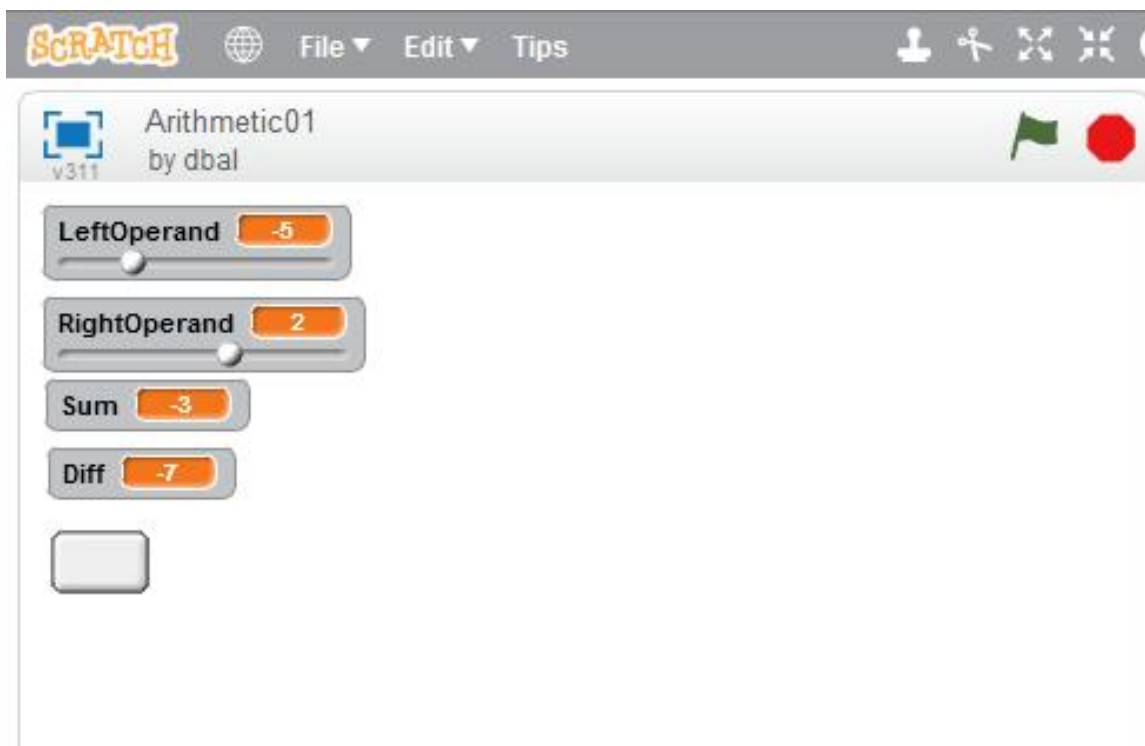 SCRATCH File Edit Tips
Arithmetic01
v311 by dbal
LeftOperand -5
RightOperand 2
Sum -3
Diff -7